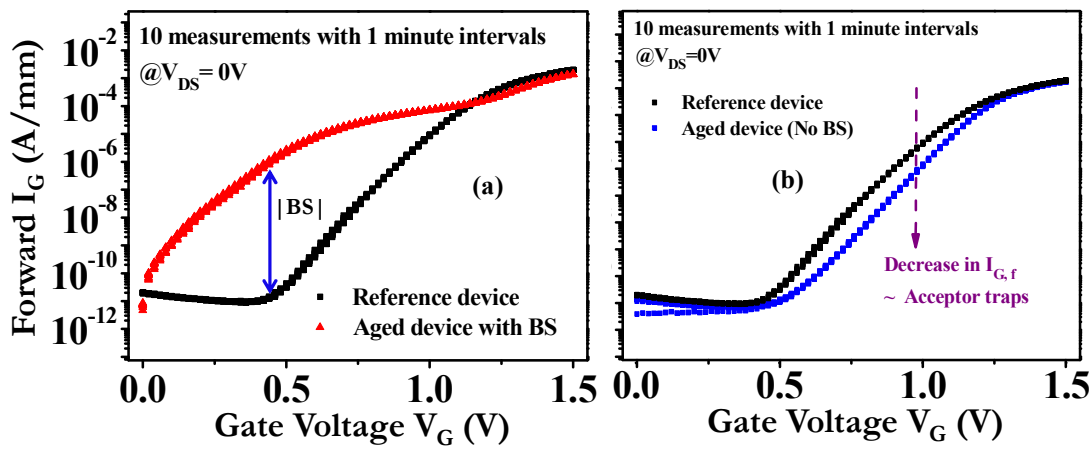 10 measurements with 1 minute intervals
@V_DS= 0V
(a)
|BS|
Reference device
Aged device with BS
Forward I_G (A/mm)
10^-2
10^-4
10^-6
10^-8
10^-10
10^-12
0.0 0.5 1.0 1.5
Gate Voltage V_G (V)
10 measurements with 1 minute intervals
@V_DS=0V
Reference device
Aged device (No BS)
(b)
Decrease in I_G, f
~ Acceptor traps
0.0 0.5 1.0 1.5
Gate Voltage V_G (V)